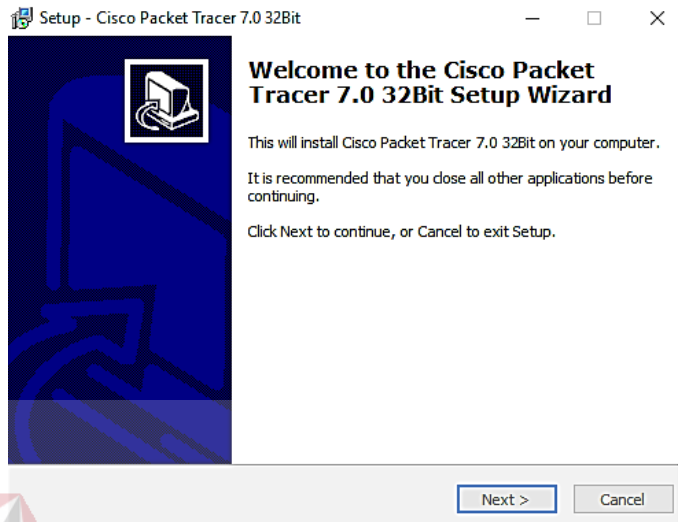 Setup - Cisco Packet Tracer 7.0 32Bit
Welcome to the Cisco Packet
Tracer 7.0 32Bit Setup Wizard
This will install Cisco Packet Tracer 7.0 32Bit on your computer.
It is recommended that you close all other applications before
continuing.
Click Next to continue, or Cancel to exit Setup.
Next >
Cancel